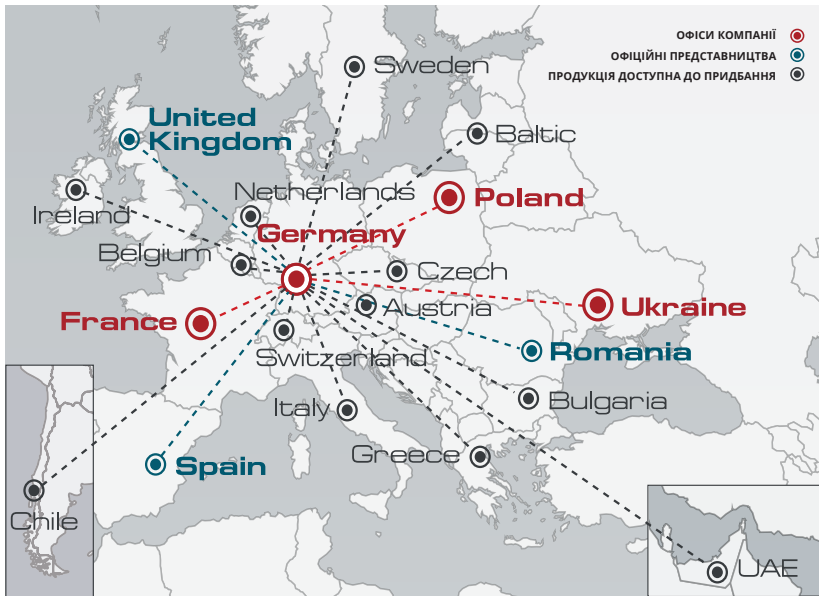 ОФІСИ КОМПАНІЇ
ОФІЦІЙНІ ПРЕДСТАВНИЦТВА
ПРОДУКЦІЯ ДОСТУПНА ДО ПРИДБАННЯ
Sweden
United
Kingdom
Baltic
Netherlands
Poland
Ireland
Germany
Belgium
Czech
Austria
Ukraine
France
Switzerland
Romania
Italy
Bulgaria
Greece
Spain
Chile
UAE